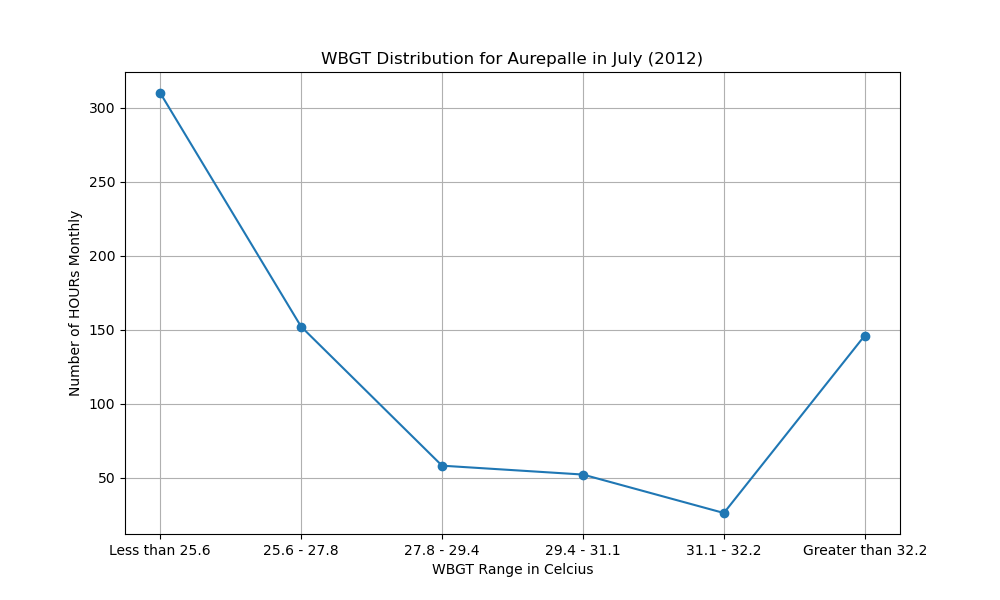 WBGT Distribution for Aurepalle in July (2012)
Number of HOURs Monthly
300
250
200
150
100
50
Less than 25.6
25.6 - 27.8
27.8 - 29.4
29.4 - 31.1
31.1 - 32.2
Greater than 32.2
WBGT Range in Celcius